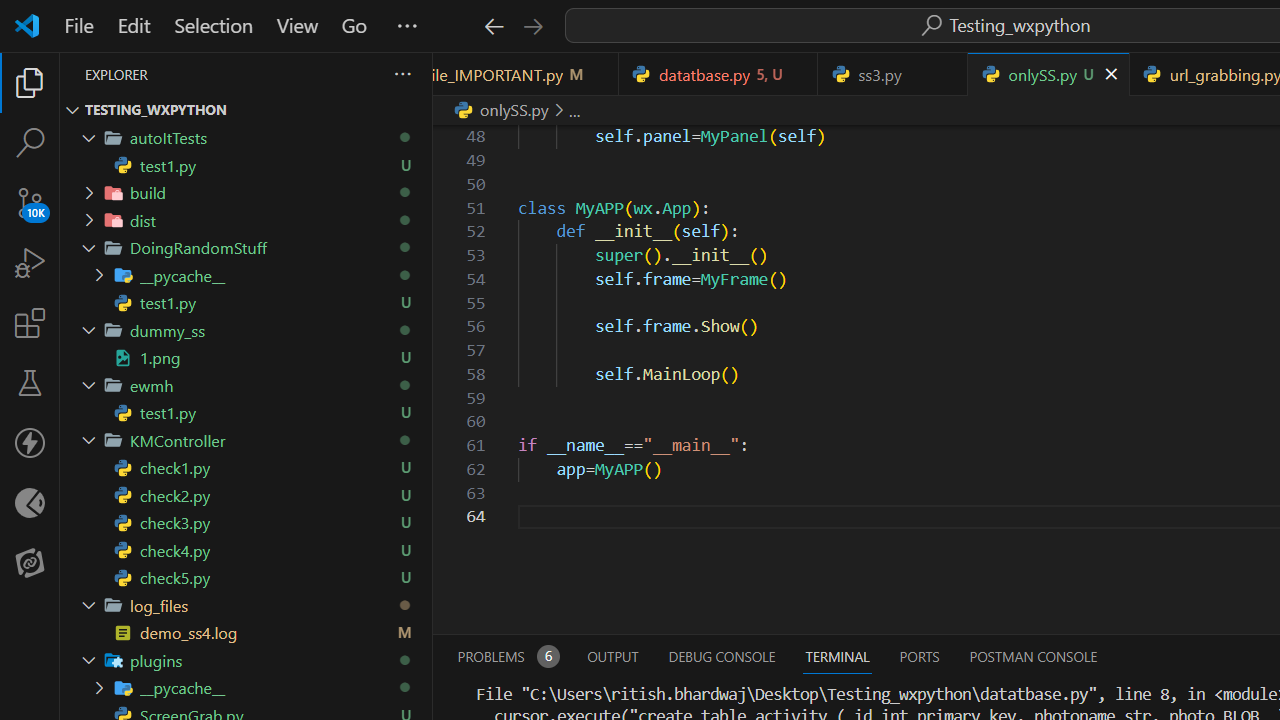 File Edit Selection View Go ...
Testing_wxpython
EXPLORER
TESTING_WXPYTHON
autoItTests
test1.py U
build
dist
DoingRandomStuff
__pycache__
test1.py U
dummy_ss
1.png U
ewmh
test1.py U
KMController
check1.py U
check2.py U
check3.py U
check4.py U
check5.py U
log_files
demo_ss4.log M
plugins
__pycache__
ScreenGrab.py U
10K
ile_IMPORTANT.py M datatbase.py 5, U ss3.py onlySS.py U url_grabbing.py
onlySS.py > ...
48 self.panel=MyPanel(self)
49
50
51 class MyAPP(wx.App):
52 def __init__(self):
53 super().__init__()
54 self.frame=MyFrame()
55
56 self.frame.Show()
57
58 self.MainLoop()
59
60
61 if __name__=="__main__":
62 app=MyAPP()
63
64
PROBLEMS 6 OUTPUT DEBUG CONSOLE TERMINAL PORTS POSTMAN CONSOLE
File "C:\Users\ritish.bhardwaj\Desktop\Testing_wxpython\datatbase.py", line 8, in <module>
cursor.execute("create table activity ( id int primary key, photoname str, photo BLOB,